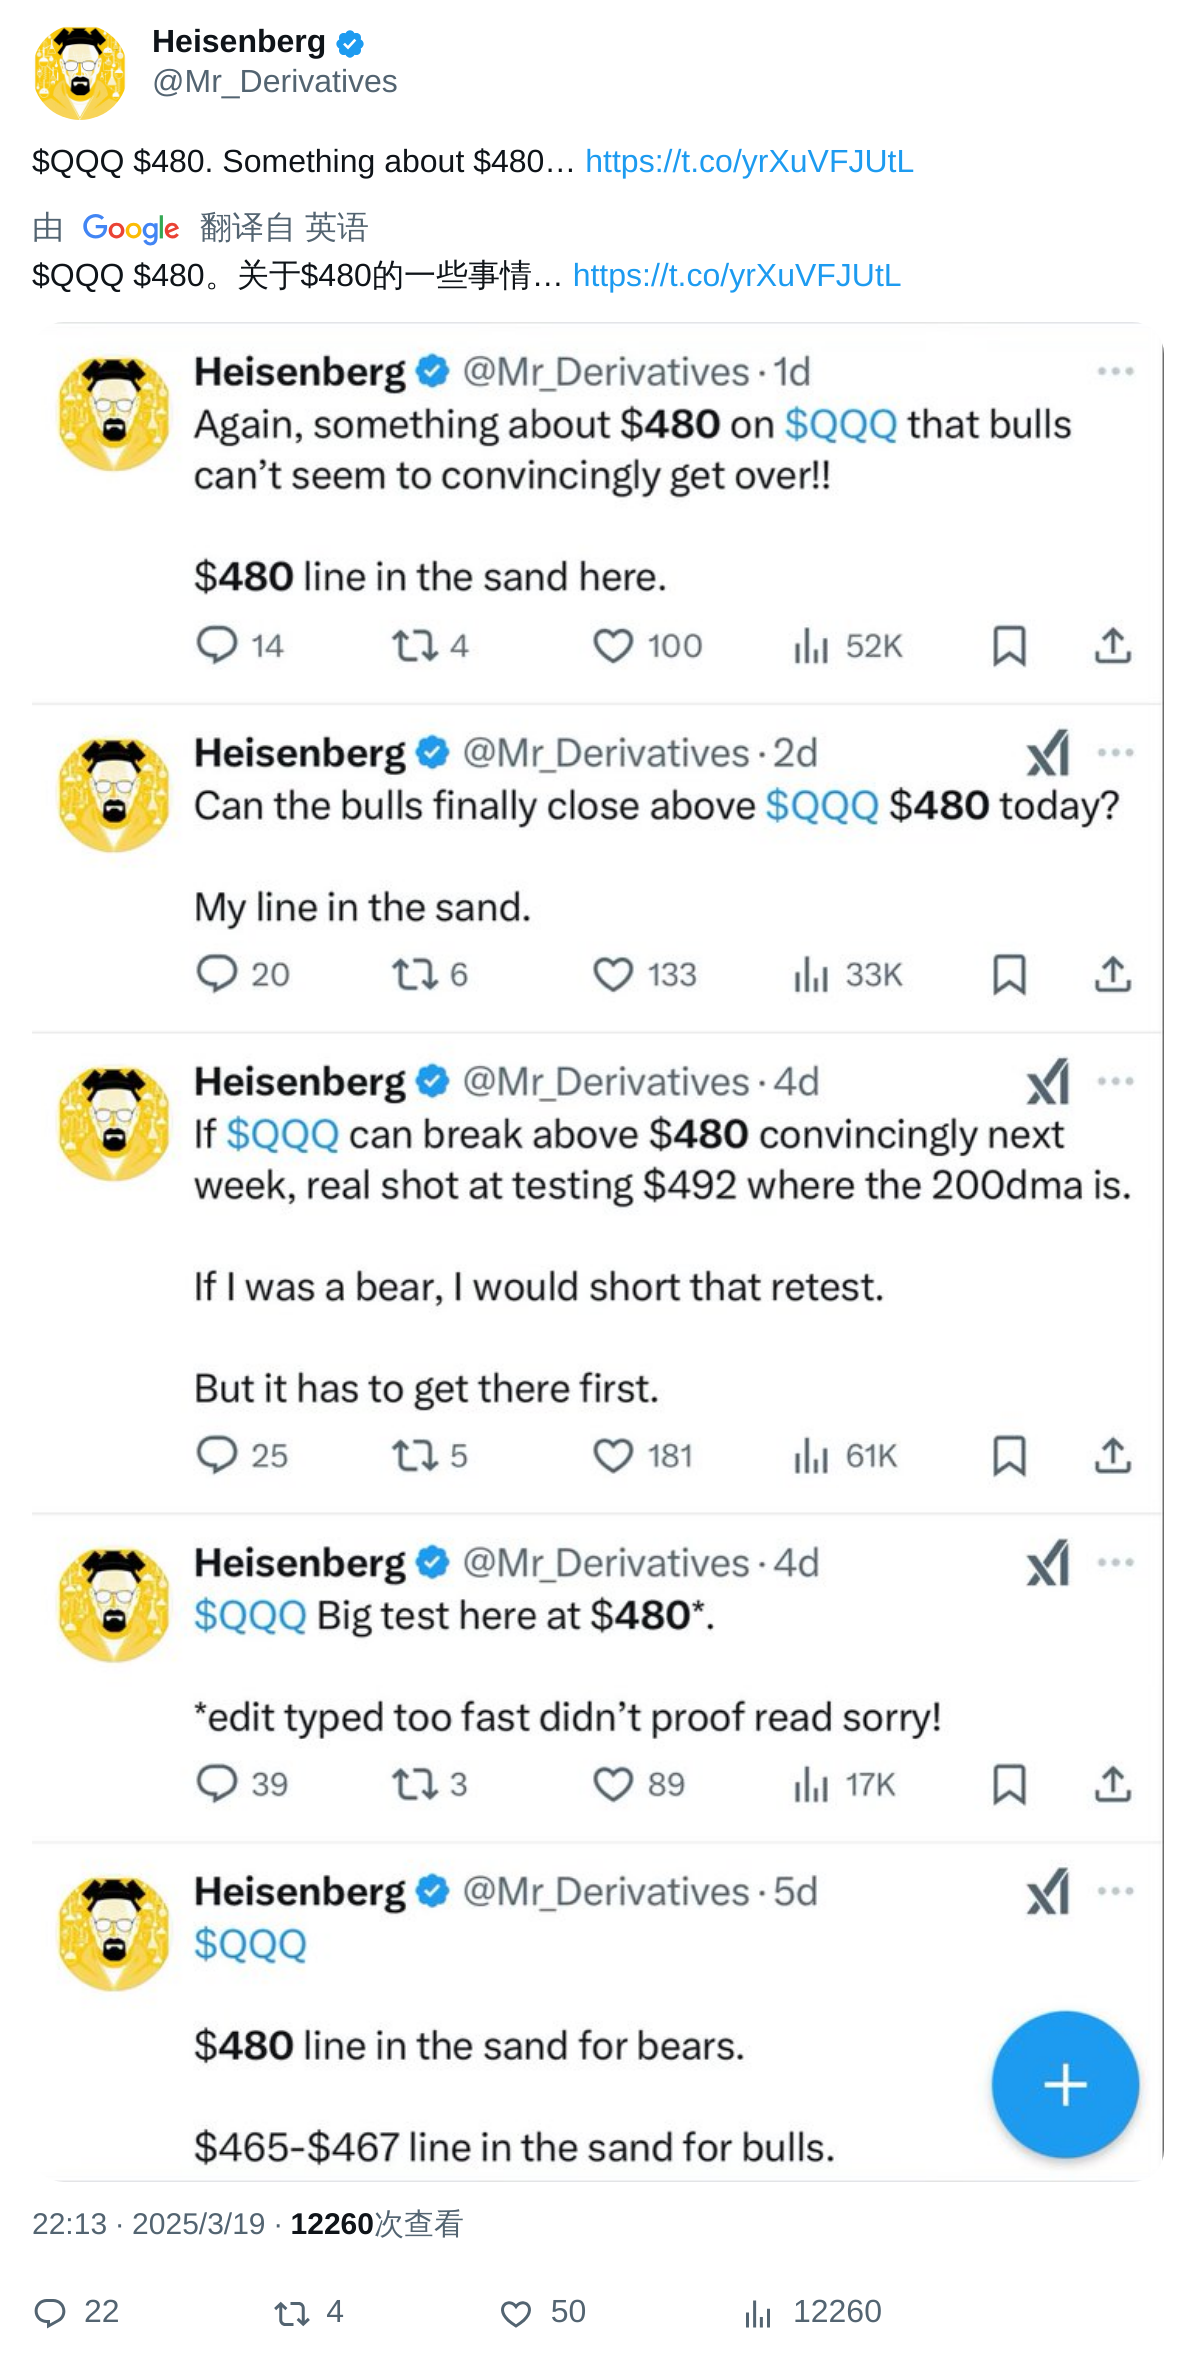 Heisenberg
@Mr_Derivatives
$QQQ $480. Something about $480… https://t.co/yrXuVFJUtL
由 Google 翻译自 英语
$QQQ $480。关于$480的一些事情… https://t.co/yrXuVFJUtL
Heisenberg @Mr_Derivatives · 1d
Again, something about $480 on $QQQ that bulls
can’t seem to convincingly get over!!
$480 line in the sand here.
14 4 100 52K
Heisenberg @Mr_Derivatives · 2d
Can the bulls finally close above $QQQ $480 today?
My line in the sand.
20 6 133 33K
Heisenberg @Mr_Derivatives · 4d
If $QQQ can break above $480 convincingly next
week, real shot at testing $492 where the 200dma is.
If I was a bear, I would short that retest.
But it has to get there first.
25 5 181 61K
Heisenberg @Mr_Derivatives · 4d
$QQQ Big test here at $480*.
*edit typed too fast didn’t proof read sorry!
39 3 89 17K
Heisenberg @Mr_Derivatives · 5d
$QQQ
$480 line in the sand for bears.
$465-$467 line in the sand for bulls.
22:13 · 2025/3/19 · 12260次查看
22 4 50 12260